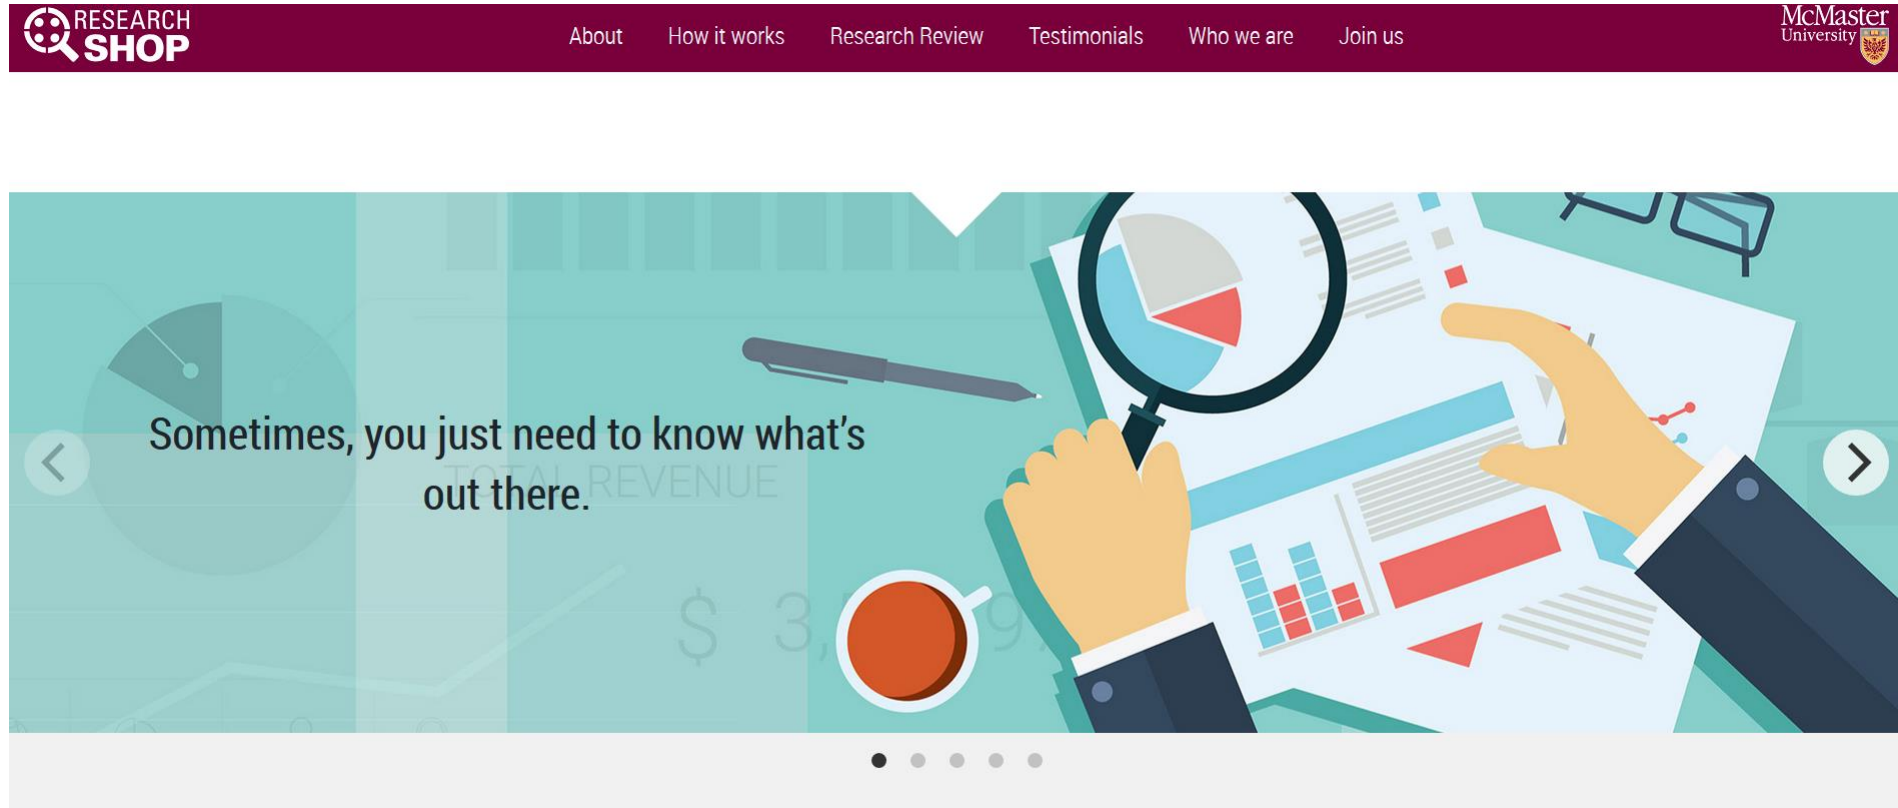 RESEARCH
SHOP
About How it works Research Review Testimonials Who we are Join us
McMaster
University
Sometimes, you just need to know what’s
out there.
TOTAL REVENUE
$ 3,